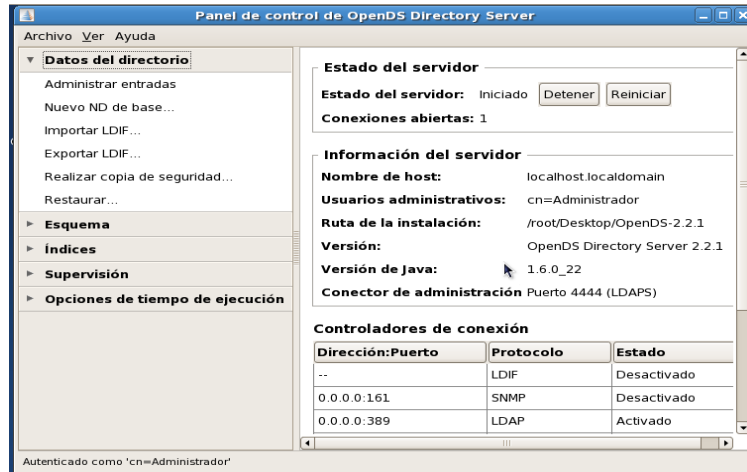 Panel de control de OpenDS Directory Server
Archivo Ver Ayuda
Datos del directorio
Administrar entradas
Nuevo ND de base...
Importar LDIF...
Exportar LDIF...
Realizar copia de seguridad...
Restaurar...
Esquema
Índices
Supervisión
Opciones de tiempo de ejecución
Estado del servidor
Estado del servidor: Iniciado Detener Reiniciar
Conexiones abiertas: 1
Información del servidor
Nombre de host: localhost.localdomain
Usuarios administrativos: cn=Administrador
Ruta de la instalación: /root/Desktop/OpenDS-2.2.1
Versión: OpenDS Directory Server 2.2.1
Versión de Java: 1.6.0_22
Conector de administración Puerto 4444 (LDAPS)
Controladores de conexión
Dirección:Puerto Protocolo Estado
-- LDIF Desactivado
0.0.0.0:161 SNMP Desactivado
0.0.0.0:389 LDAP Activado
Autenticado como 'cn=Administrador'